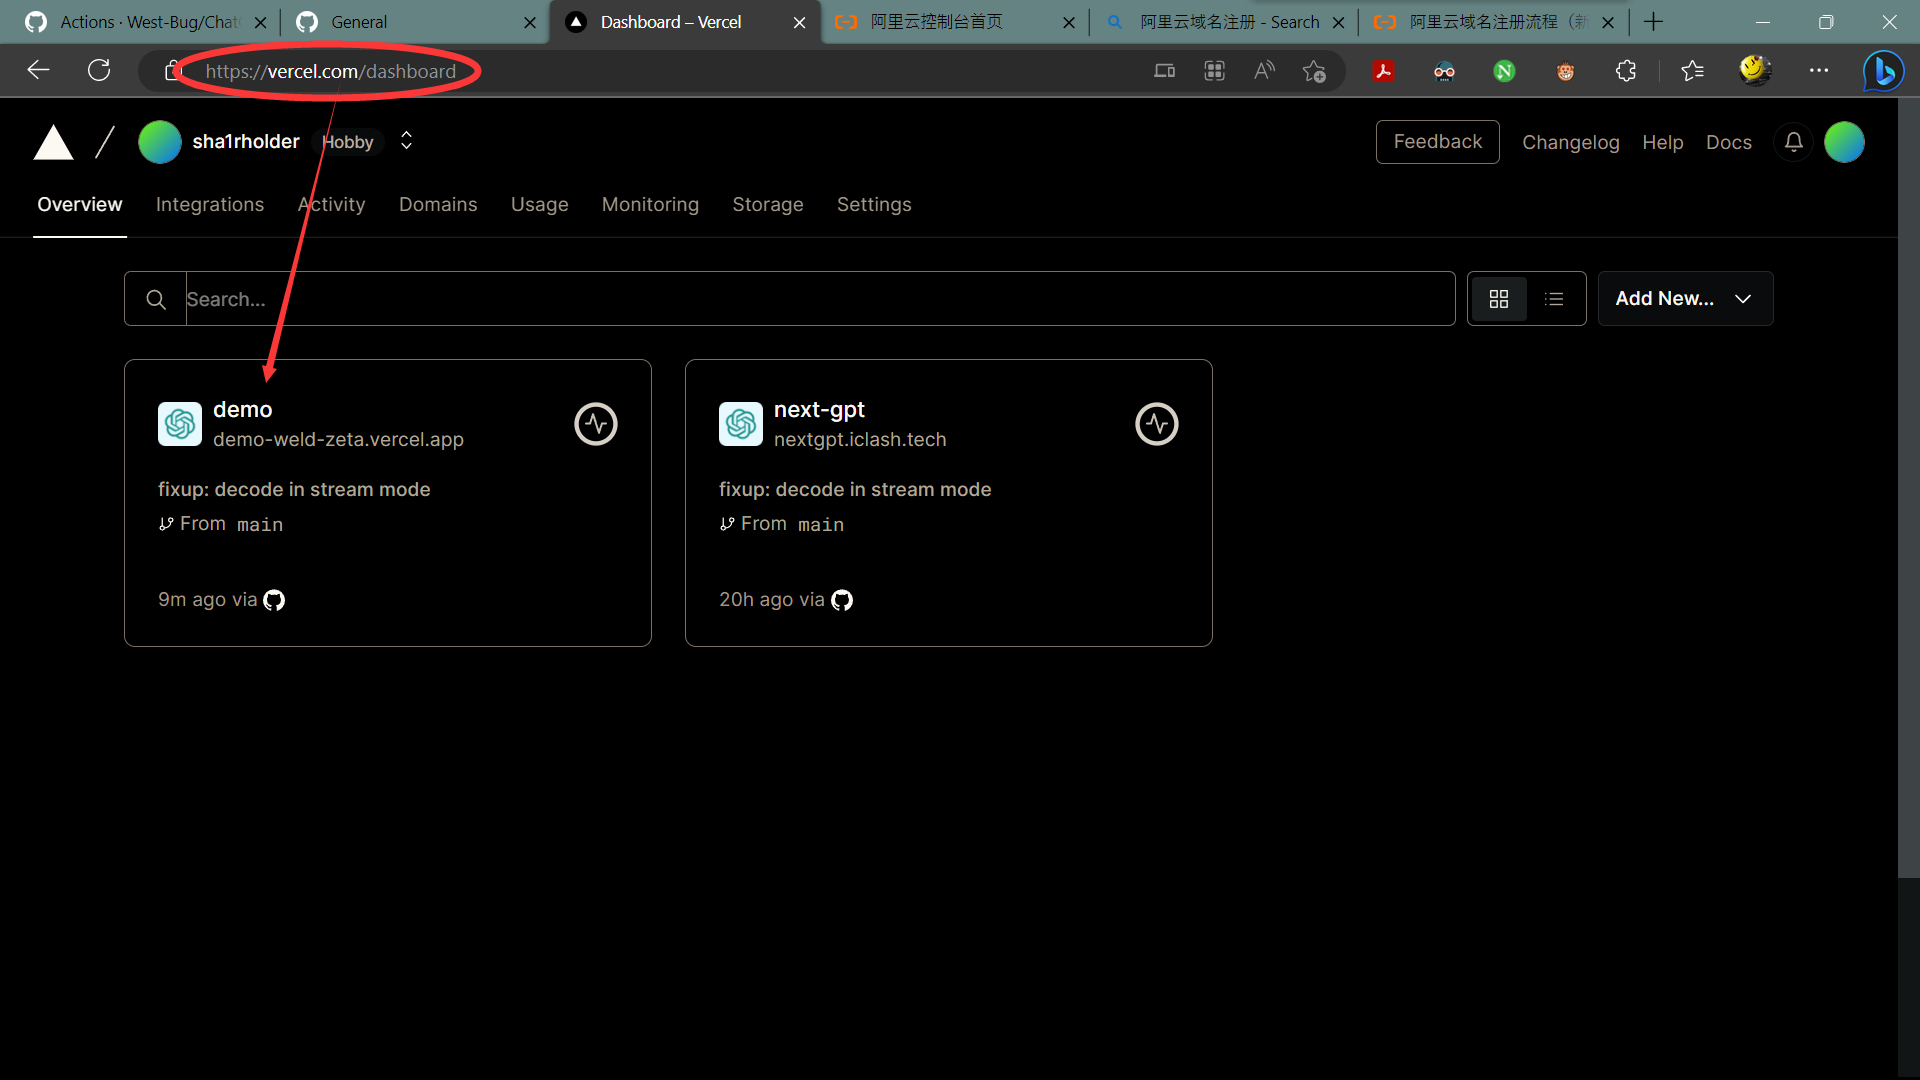 Actions · West-Bug/Chat
General
Dashboard – Vercel
阿里云控制台首页
阿里云域名注册 - Search
阿里云域名注册流程（新
https://vercel.com/dashboard
sha1rholder
Hobby
Feedback
Changelog
Help
Docs
Overview
Integrations
Activity
Domains
Usage
Monitoring
Storage
Settings
Search...
Add New...
demo
demo-weld-zeta.vercel.app
fixup: decode in stream mode
From main
9m ago via
next-gpt
nextgpt.iclash.tech
fixup: decode in stream mode
From main
20h ago via